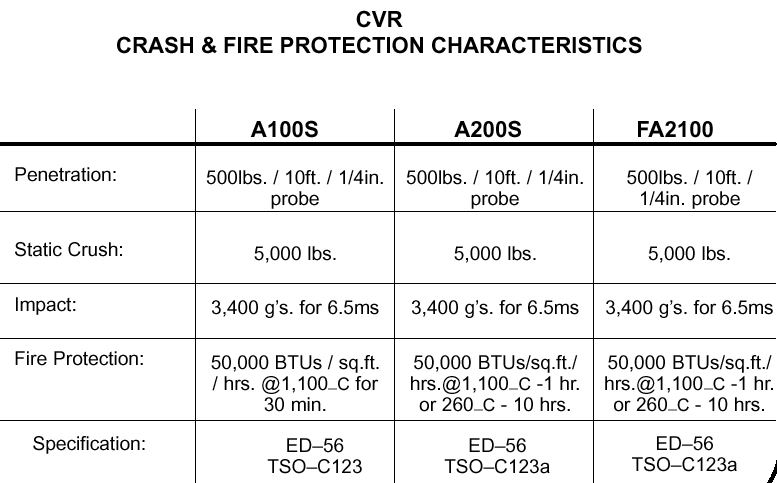 CVR
CRASH & FIRE PROTECTION CHARACTERISTICS
A100S A200S FA2100
Penetration: 500lbs. / 10ft. / 1/4in. 500lbs. / 10ft. / 1/4in. 500lbs. / 10ft. /
probe probe 1/4in. probe
Static Crush: 5,000 lbs. 5,000 lbs. 5,000 lbs.
Impact: 3,400 g's. for 6.5ms 3,400 g's. for 6.5ms 3,400 g's. for 6.5ms
Fire Protection: 50,000 BTUs / sq.ft. 50,000 BTUs/sq.ft./ 50,000 BTUs/sq.ft./
/ hrs. @1,100_C for hrs.@1,100_C -1 hr. hrs.@1,100_C -1 hr.
30 min. or 260_C - 10 hrs. or 260_C - 10 hrs.
Specification: ED–56 ED–56 ED–56
TSO–C123 TSO–C123a TSO–C123a